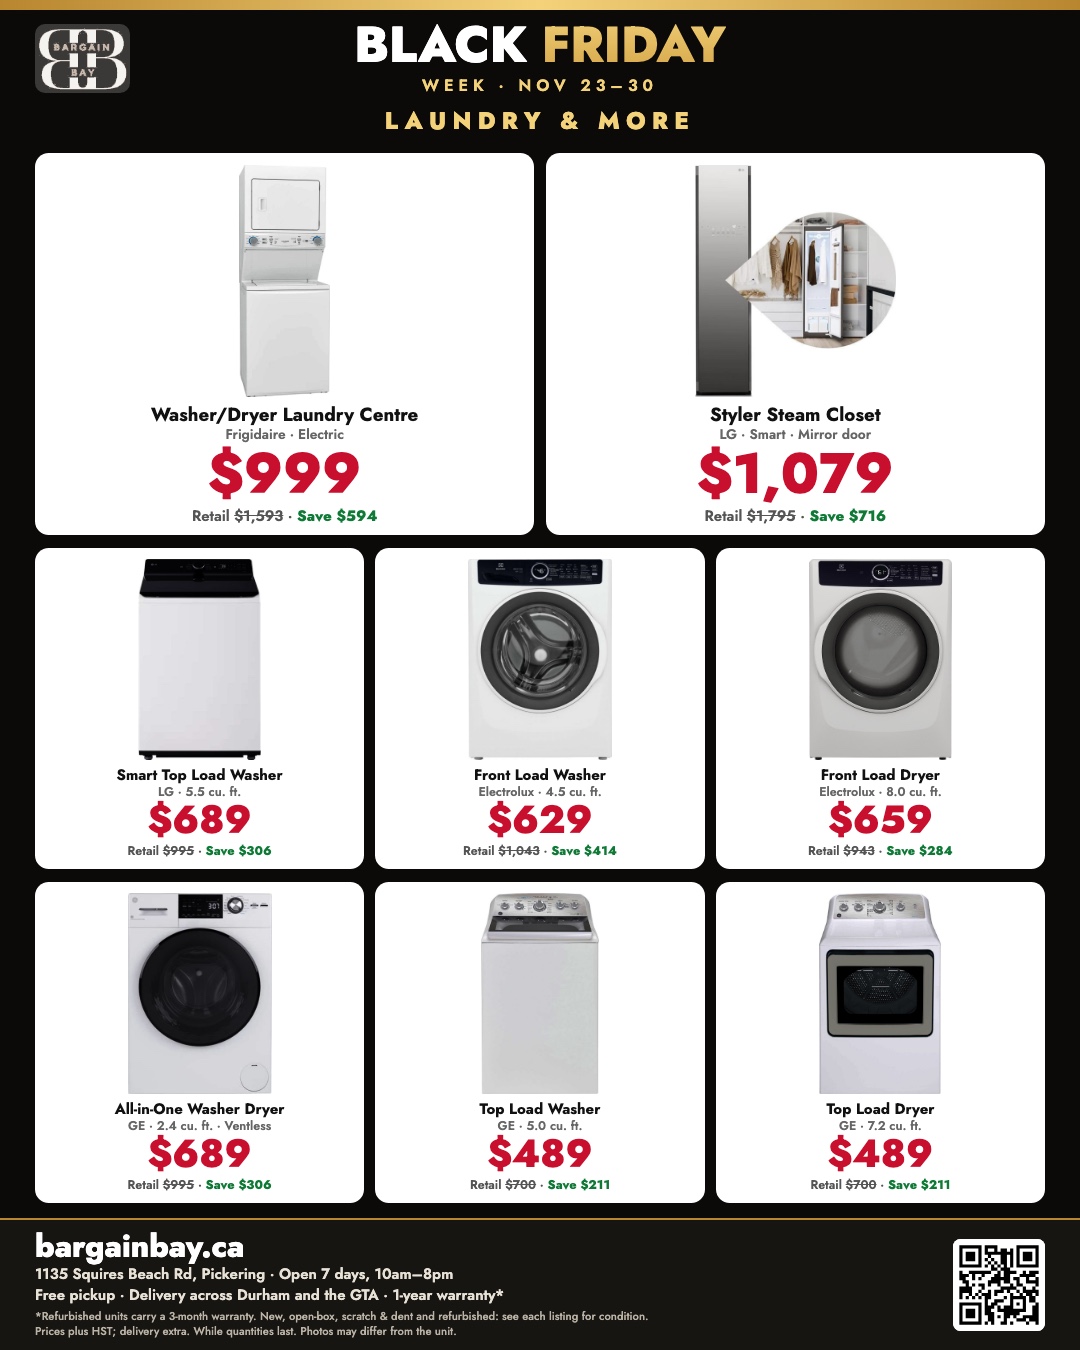 BARGAIN
BAY
BLACK FRIDAY
WEEK · NOV 23–30
LAUNDRY & MORE
Washer/Dryer Laundry Centre
Frigidaire · Electric
$999
Retail $1,593 · Save $594
Styler Steam Closet
LG · Smart · Mirror door
$1,079
Retail $1,795 · Save $716
Smart Top Load Washer
LG · 5.5 cu. ft.
$689
Retail $995 · Save $306
Front Load Washer
Electrolux · 4.5 cu. ft.
$629
Retail $1,043 · Save $414
Front Load Dryer
Electrolux · 8.0 cu. ft.
$659
Retail $943 · Save $284
All-in-One Washer Dryer
GE · 2.4 cu. ft. · Ventless
$689
Retail $995 · Save $306
Top Load Washer
GE · 5.0 cu. ft.
$489
Retail $700 · Save $211
Top Load Dryer
GE · 7.2 cu. ft.
$489
Retail $700 · Save $211
bargainbay.ca
1135 Squires Beach Rd, Pickering · Open 7 days, 10am–8pm
Free pickup · Delivery across Durham and the GTA · 1-year warranty*
*Refurbished units carry a 3-month warranty. New, open-box, scratch & dent and refurbished: see each listing for condition.
Prices plus HST; delivery extra. While quantities last. Photos may differ from the unit.